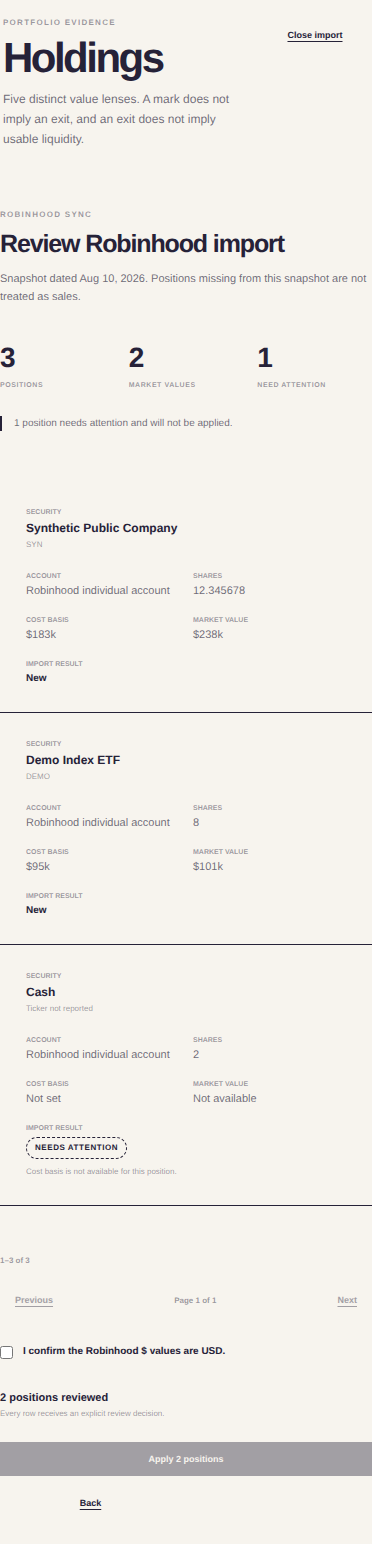 PORTFOLIO EVIDENCE
Close import
Holdings
Five distinct value lenses. A mark does not
imply an exit, and an exit does not imply
usable liquidity.
ROBINHOOD SYNC
Review Robinhood import
Snapshot dated Aug 10, 2026. Positions missing from this snapshot are not
treated as sales.
3 2 1
POSITIONS MARKET VALUES NEED ATTENTION
1 position needs attention and will not be applied.
SECURITY
Synthetic Public Company
SYN
ACCOUNT SHARES
Robinhood individual account 12.345678
COST BASIS MARKET VALUE
$183k $238k
IMPORT RESULT
New
SECURITY
Demo Index ETF
DEMO
ACCOUNT SHARES
Robinhood individual account 8
COST BASIS MARKET VALUE
$95k $101k
IMPORT RESULT
New
SECURITY
Cash
Ticker not reported
ACCOUNT SHARES
Robinhood individual account 2
COST BASIS MARKET VALUE
Not set Not available
IMPORT RESULT
NEEDS ATTENTION
Cost basis is not available for this position.
1–3 of 3
Previous Page 1 of 1 Next
I confirm the Robinhood $ values are USD.
2 positions reviewed
Every row receives an explicit review decision.
Apply 2 positions
Back